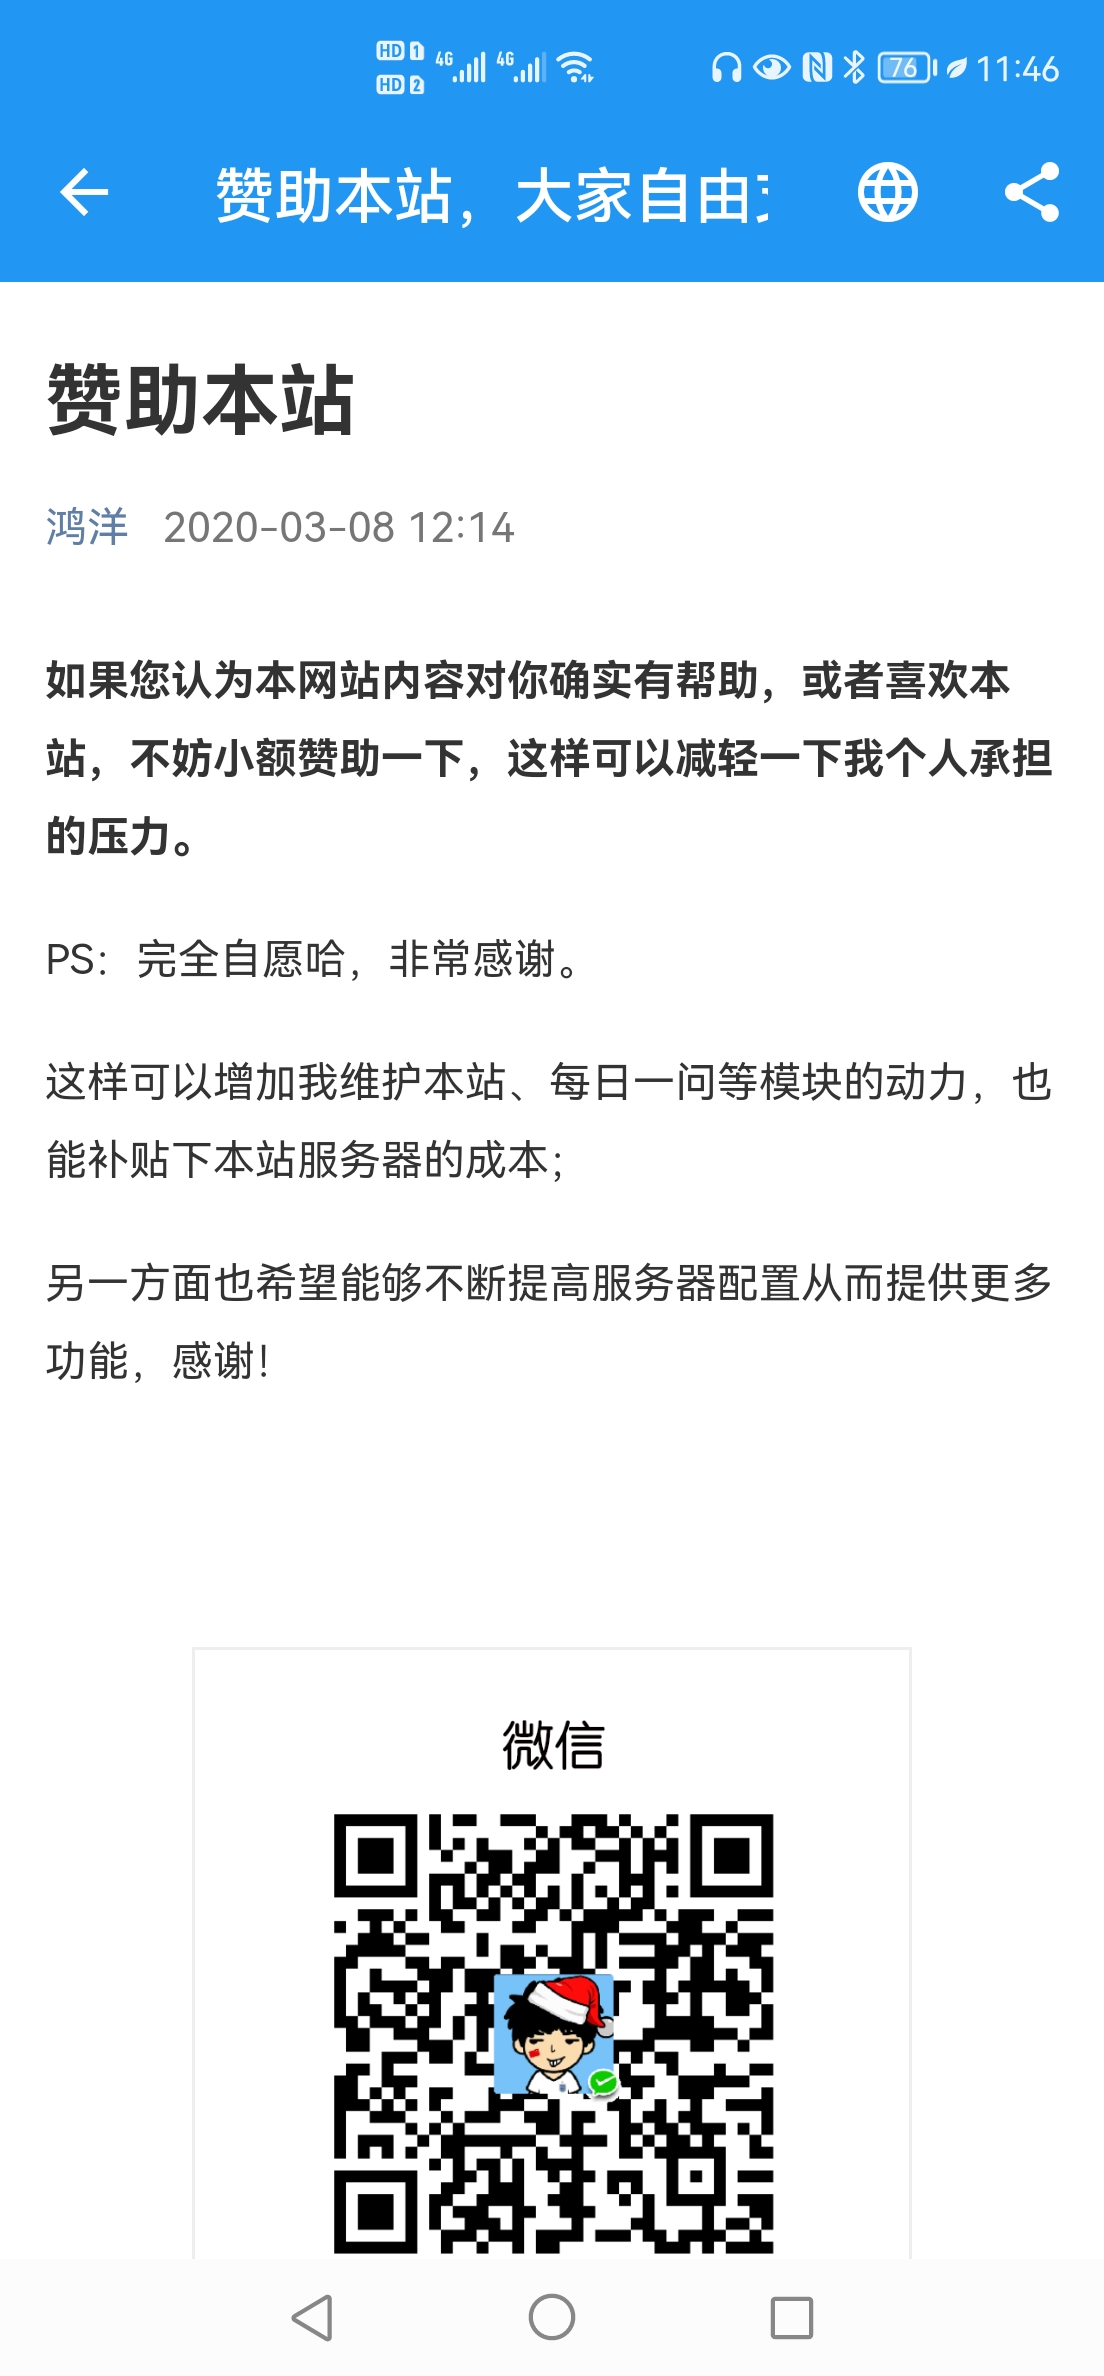 HD 1 4G 4G 76 11:46
HD 2
赞助本站，大家自由
赞助本站
鸿洋 2020-03-08 12:14
如果您认为本网站内容对你确实有帮助，或者喜欢本
站，不妨小额赞助一下，这样可以减轻一下我个人承担
的压力。
PS：完全自愿哈，非常感谢。
这样可以增加我维护本站、每日一问等模块的动力，也
能补贴下本站服务器的成本；
另一方面也希望能够不断提高服务器配置从而提供更多
功能，感谢！
微信